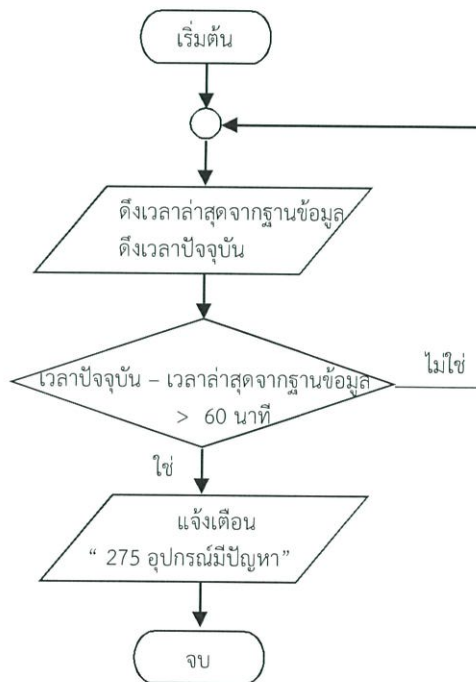 เริ่มต้น
ดึงเวลาล่าสุดจากฐานข้อมูล
ดึงเวลาปัจจุบัน
เวลาปัจจุบัน – เวลาล่าสุดจากฐานข้อมูล
> 60 นาที
ไม่ใช่
ใช่
แจ้งเตือน
“ 275 อุปกรณ์มีปัญหา”
จบ